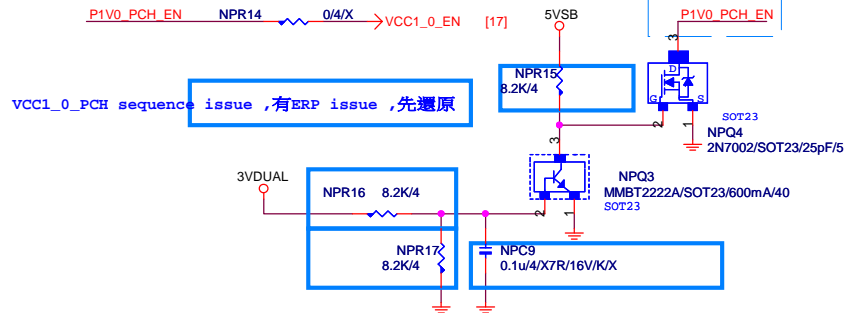 P1V0_PCH_EN NPR14 0/4/X VCC1_0_EN [17] 5VSB P1V0_PCH_EN
3
NPR15
8.2K/4
D
G S
VCC1_0_PCH sequence issue ,有ERP issue ,先還原
SOT23
2 1
NPQ4
2N7002/SOT23/25pF/5
3
3VDUAL
NPR16 8.2K/4
NPQ3
MMBT2222A/SOT23/600mA/40
SOT23
2 1
NPR17
8.2K/4
NPC9
0.1u/4/X7R/16V/K/X